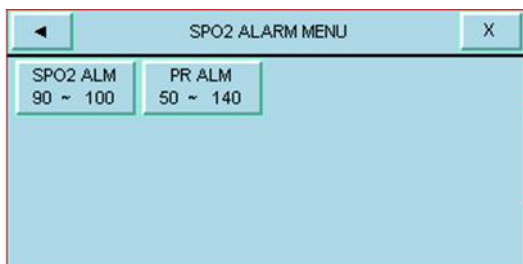 ◄ SPO2 ALARM MENU X
SPO2 ALM PR ALM
90 ~ 100 50 ~ 140